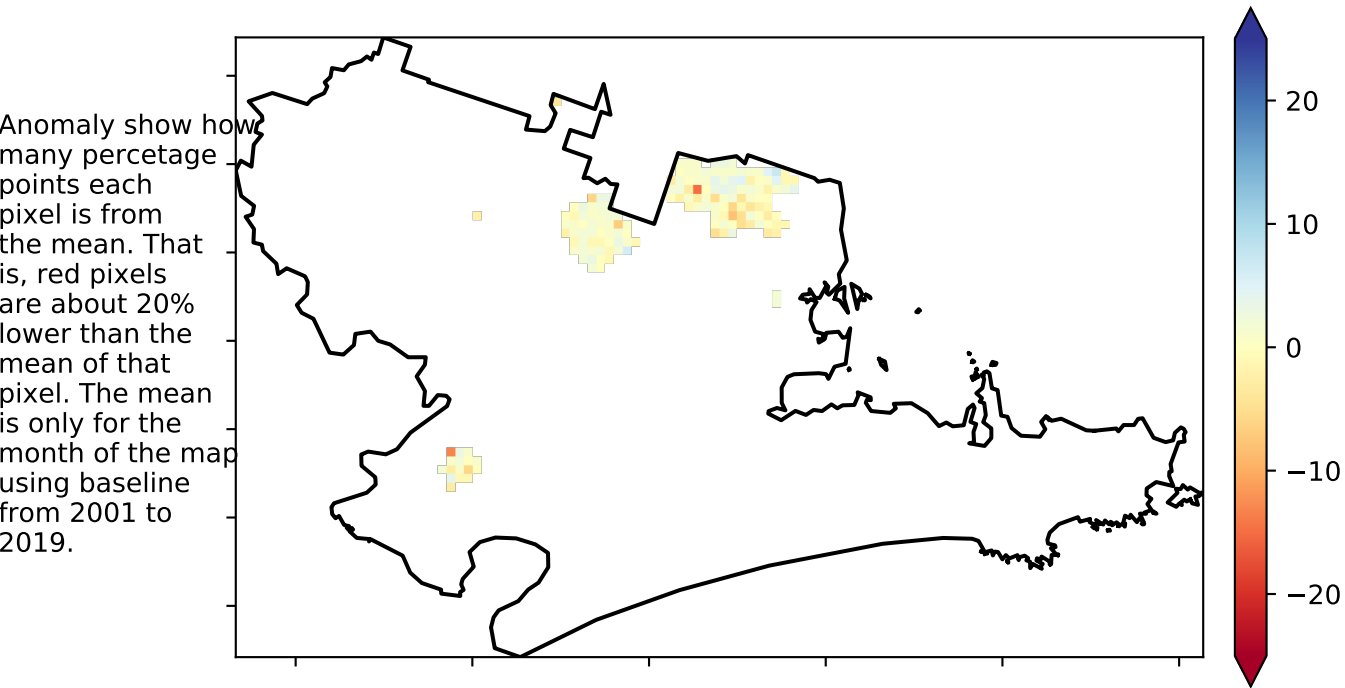 Anomaly show how
many percetage
points each
pixel is from
the mean. That
is, red pixels
are about 20%
lower than the
mean of that
pixel. The mean
is only for the
month of the map
using baseline
from 2001 to
2019.
20
10
0
−10
−20